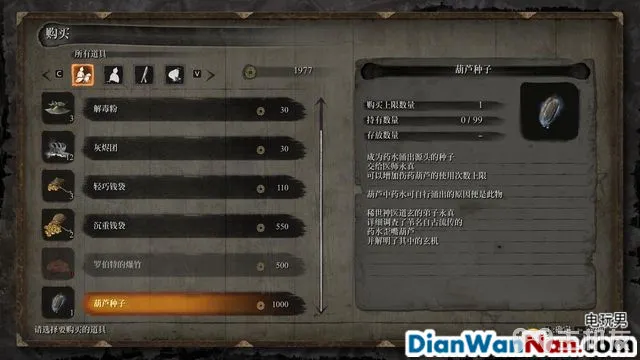 购买
所有道具
C
V
1977
解毒粉
30
3
灰烬团
30
12
轻巧钱袋
110
3
沉重钱袋
550
2
罗伯特的爆竹
500
葫芦种子
1000
1
请选择要购买的道具
葫芦种子
购买上限数量 1
持有数量 0 / 99
存放数量 -
成为药水涌出源头的种子
交给医师永真
可以增加伤药葫芦的使用次数上限
葫芦中药水可自行涌出的原因便是此物
稀世神医道玄的弟子永真
详细调查了苇名自古流传的
药水歪嘴葫芦
并解明了其中的玄机
电玩男
DianWanNan.com